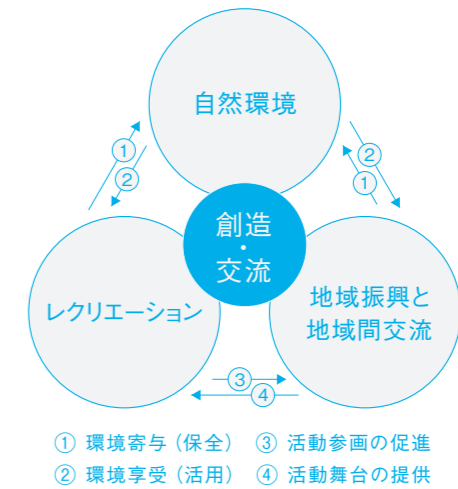 自然環境
①
②
②
①
創造
・
交流
レクリエーション
地域振興と
地域間交流
③
④
① 環境寄与（保全） ③ 活動参画の促進
② 環境享受（活用） ④ 活動舞台の提供